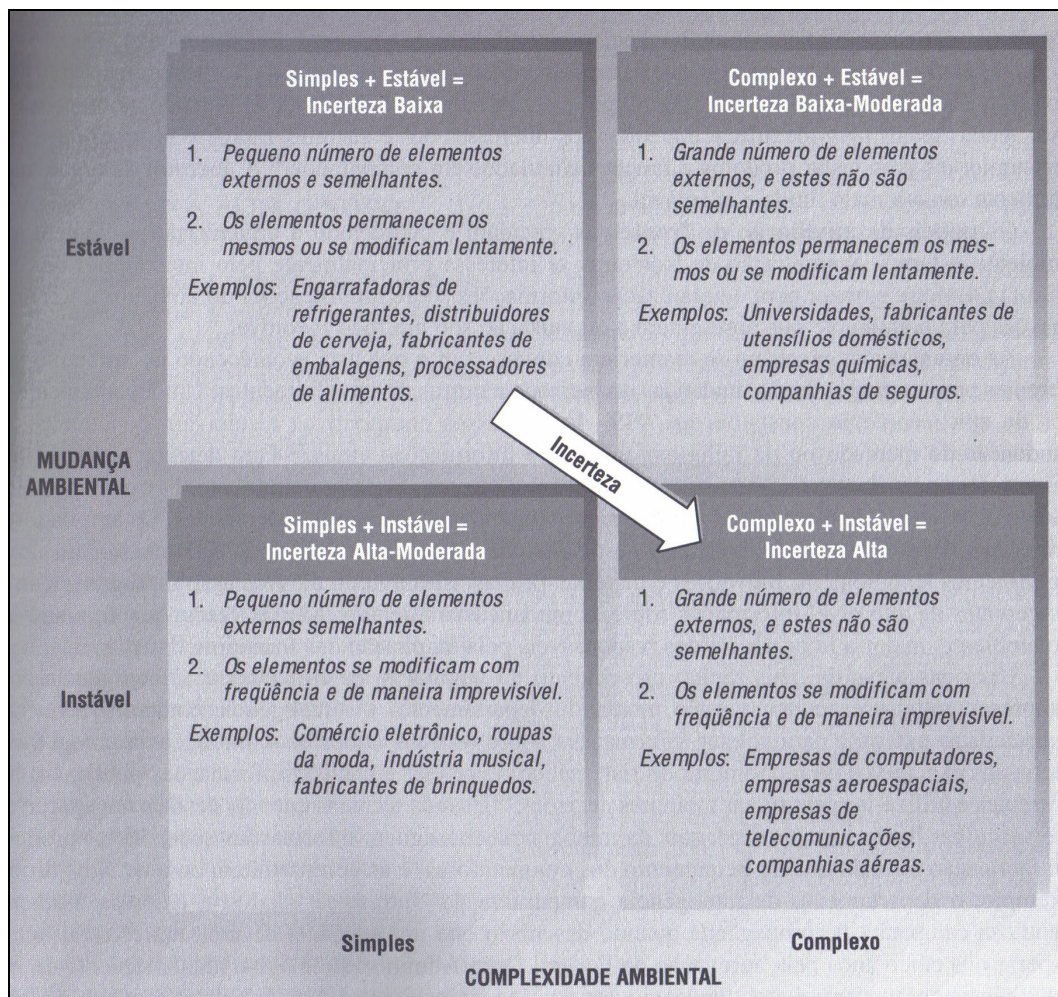 Simples + Estável =
Incerteza Baixa
1. Pequeno número de elementos
externos e semelhantes.
2. Os elementos permanecem os
mesmos ou se modificam lentamente.
Exemplos: Engarrafadoras de
refrigerantes, distribuidores
de cerveja, fabricantes de
embalagens, processadores
de alimentos.
Complexo + Estável =
Incerteza Baixa-Moderada
1. Grande número de elementos
externos, e estes não são
semelhantes.
2. Os elementos permanecem os mes-
mos ou se modificam lentamente.
Exemplos: Universidades, fabricantes de
utensílios domésticos,
empresas químicas,
companhias de seguros.
Estável
Incerteza
MUDANÇA
AMBIENTAL
Simples + Instável =
Incerteza Alta-Moderada
1. Pequeno número de elementos
externos semelhantes.
2. Os elementos se modificam com
freqüência e de maneira imprevisível.
Exemplos: Comércio eletrônico, roupas
da moda, indústria musical,
fabricantes de brinquedos.
Complexo + Instável =
Incerteza Alta
1. Grande número de elementos
externos, e estes não são
semelhantes.
2. Os elementos se modificam com
freqüência e de maneira imprevisível.
Exemplos: Empresas de computadores,
empresas aeroespaciais,
empresas de
telecomunicações,
companhias aéreas.
Instável
Simples
Complexo
COMPLEXIDADE AMBIENTAL